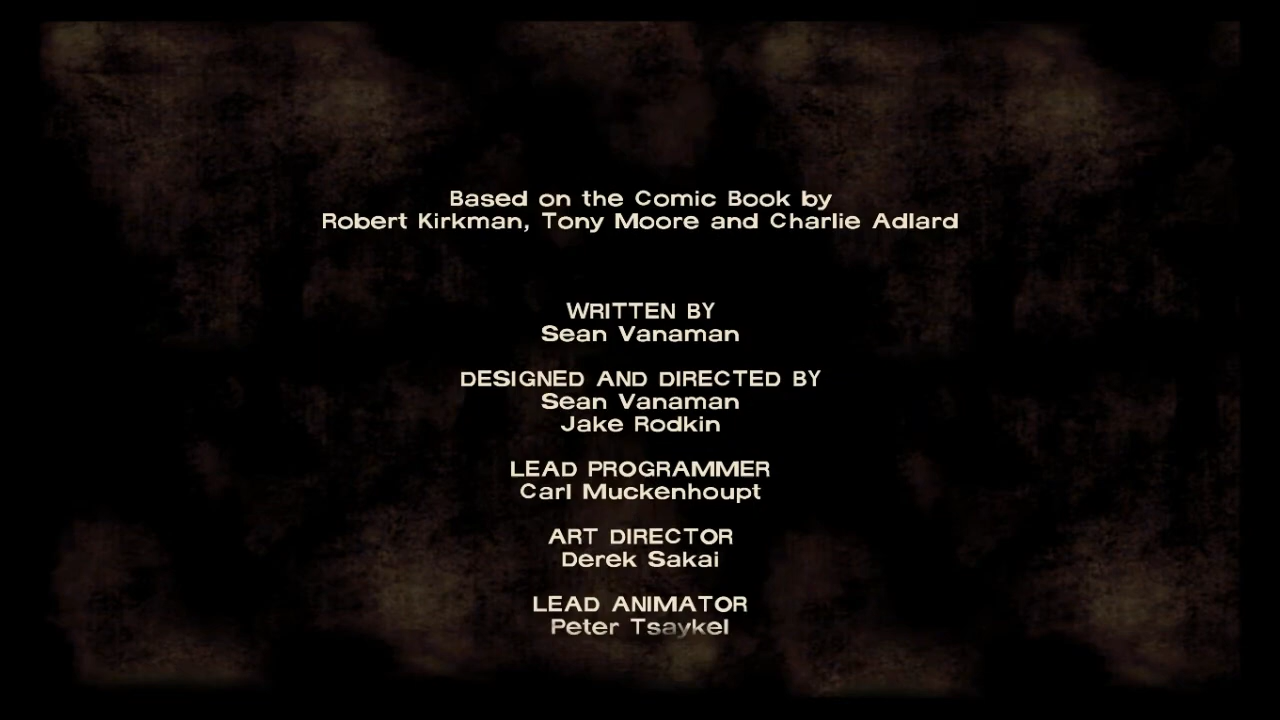 Based on the Comic Book by
Robert Kirkman, Tony Moore and Charlie Adlard
WRITTEN BY
Sean Vanaman
DESIGNED AND DIRECTED BY
Sean Vanaman
Jake Rodkin
LEAD PROGRAMMER
Carl Muckenhoupt
ART DIRECTOR
Derek Sakai
LEAD ANIMATOR
Peter Tsaykel